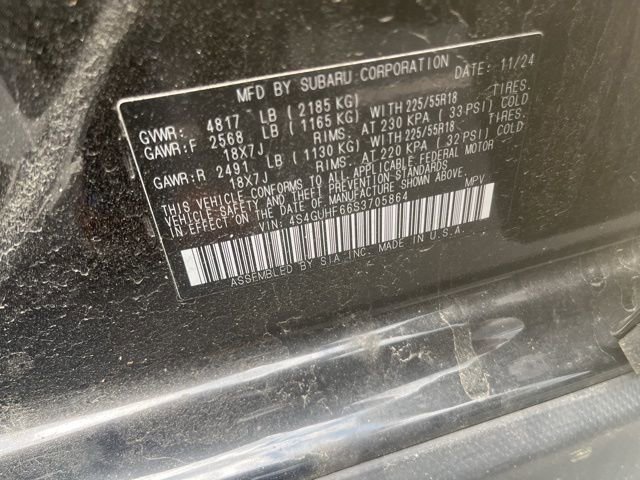 MFD BY SUBARU CORPORATION DATE: 11/24
GVWR: 4817 LB (2185 KG)
GAWR:F 2568 LB (1165 KG) WITH 225/55R18 TIRES.
18X7J RIMS. AT 230 KPA (33 PSI) COLD
GAWR:R 2491 LB (1130 KG) WITH 225/55R18 TIRES.
18X7J RIMS. AT 220 KPA (32 PSI) COLD
THIS VEHICLE CONFORMS TO ALL APPLICABLE FEDERAL MOTOR
VEHICLE SAFETY AND THEFT PREVENTION STANDARDS
IN EFFECT ON THE DATE OF MANUFACTURE SHOWN ABOVE.
VIN: 4S4GUHF66S3705864 MPV
ASSEMBLED BY SIA, INC. MADE IN U.S.A.